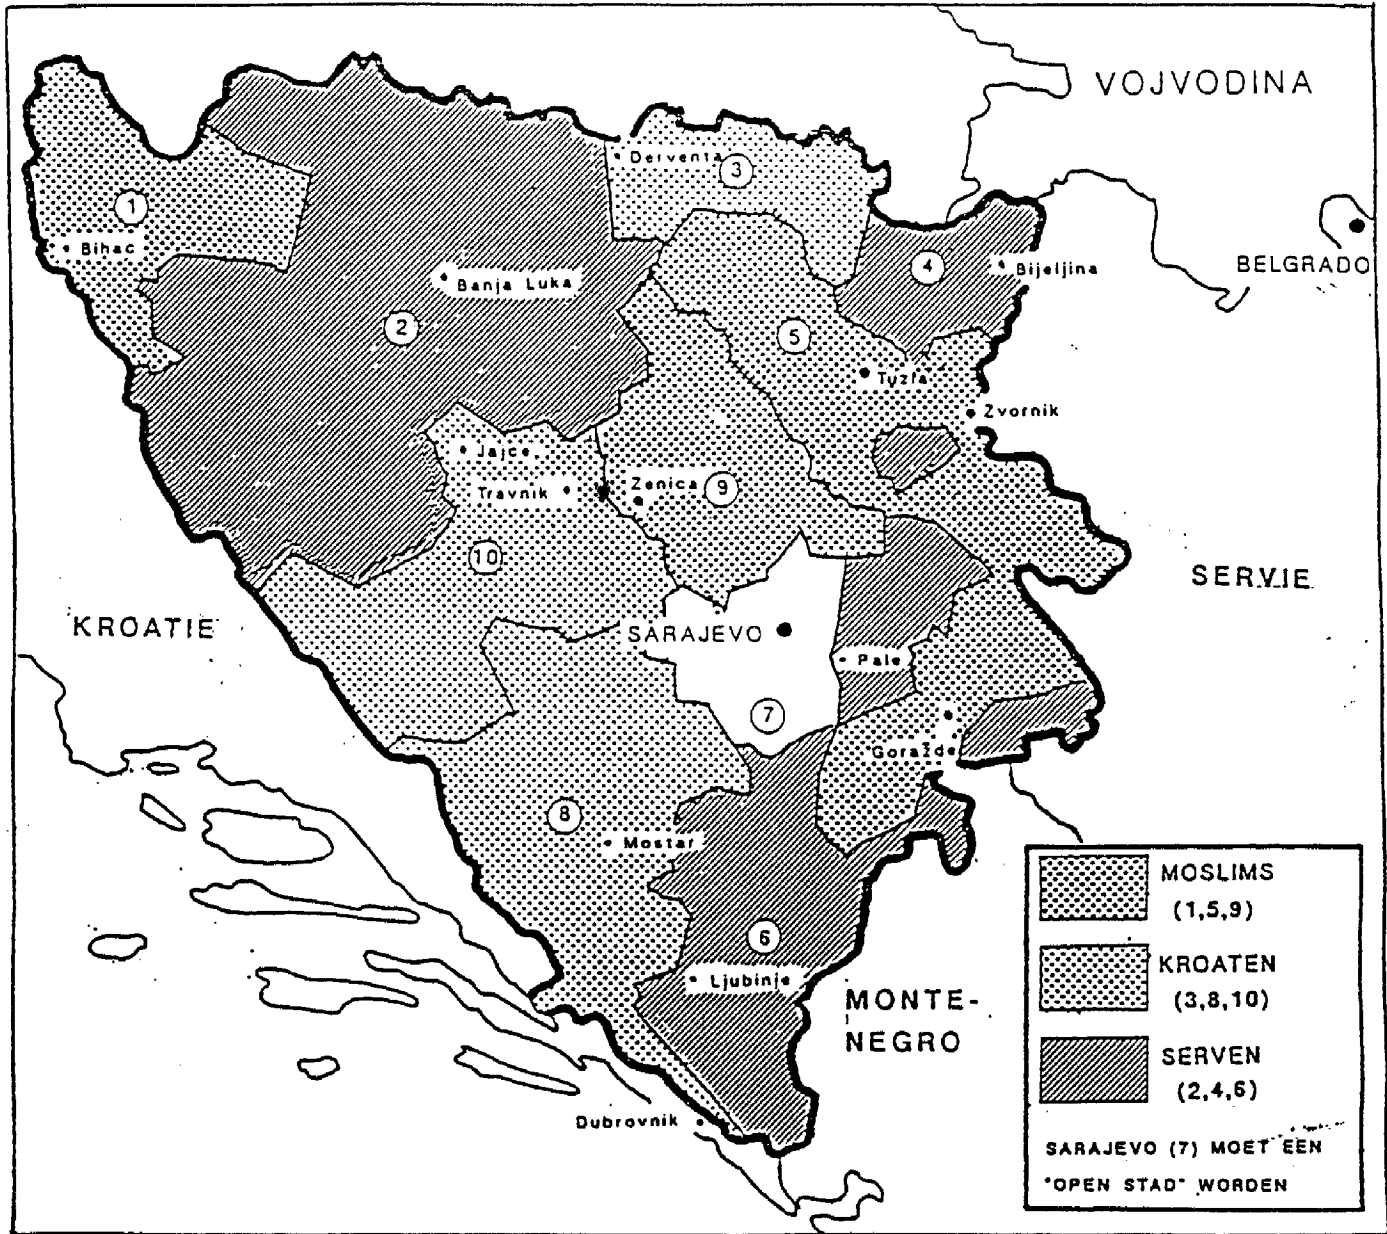 VOJVODINA
Derventa
3
1
Bihac
4
Bijeljina
BELGRADO
Banja Luka
2
5
Tuzla
Zvornik
Jajce
Travnik
Zenica
9
10
SERVIE
KROATIE
SARAJEVO
Pale
7
Goražde
8
Mostar
6
Ljubinje
MONTE-
NEGRO
Dubrovnik
MOSLIMS
(1,5,9)
KROATEN
(3,8,10)
SERVEN
(2,4,6)
SARAJEVO (7) MOET EEN
"OPEN STAD" WORDEN